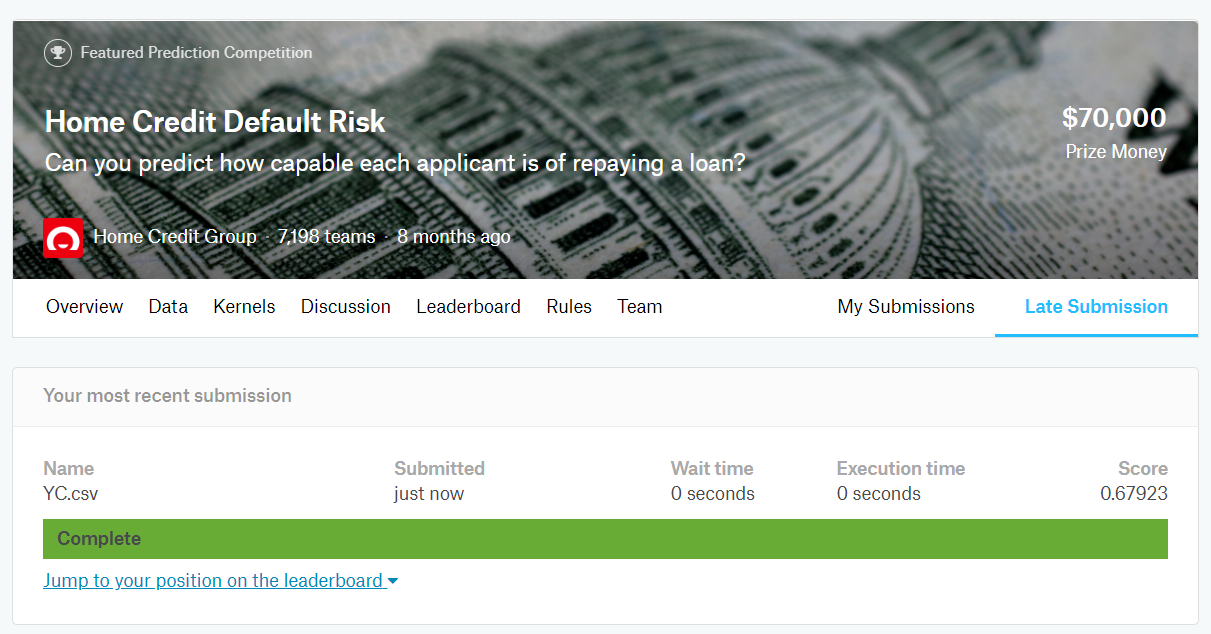 Featured Prediction Competition
Home Credit Default Risk
$70,000
Can you predict how capable each applicant is of repaying a loan?
Prize Money
Home Credit Group · 7,198 teams · 8 months ago
Overview Data Kernels Discussion Leaderboard Rules Team My Submissions Late Submission
Your most recent submission
Name Submitted Wait time Execution time Score
YC.csv just now 0 seconds 0 seconds 0.67923
Complete
Jump to your position on the leaderboard